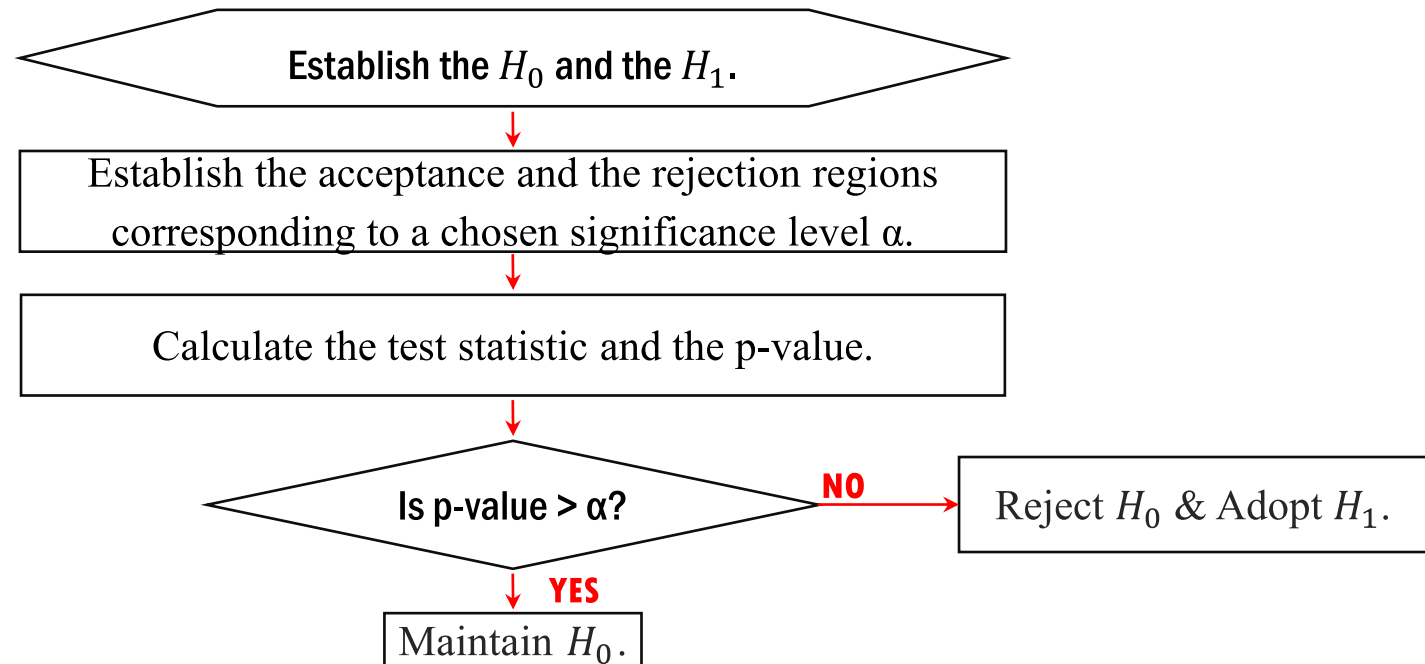 Establish the H₀ and the H₁.
Establish the acceptance and the rejection regions
corresponding to a chosen significance level α.
Calculate the test statistic and the p-value.
Is p-value > α?
NO
Reject H₀ & Adopt H₁.
YES
Maintain H₀.